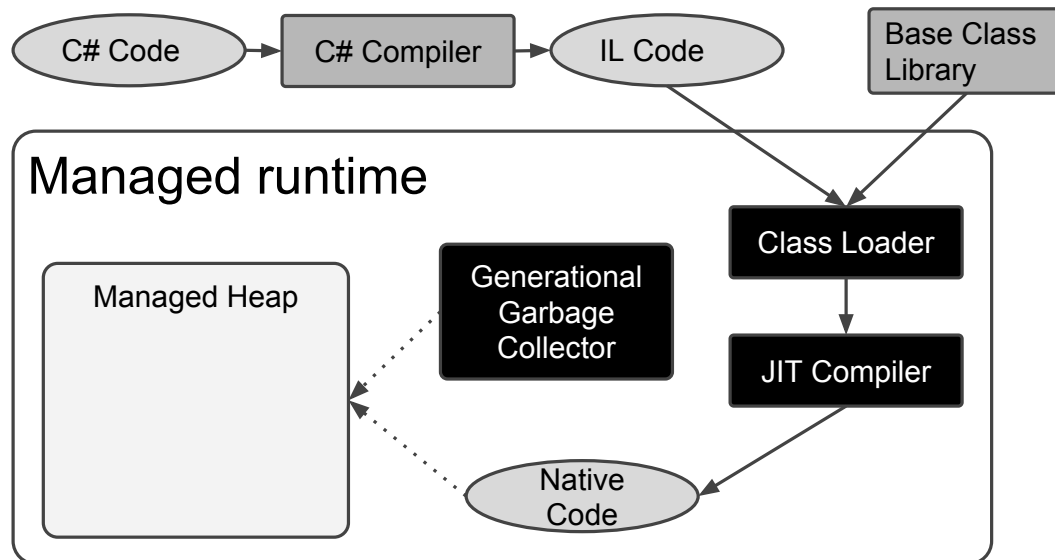 C# Code
C# Compiler
IL Code
Base Class
Library
Managed runtime
Class Loader
Generational
Garbage
Collector
Managed Heap
JIT Compiler
Native
Code